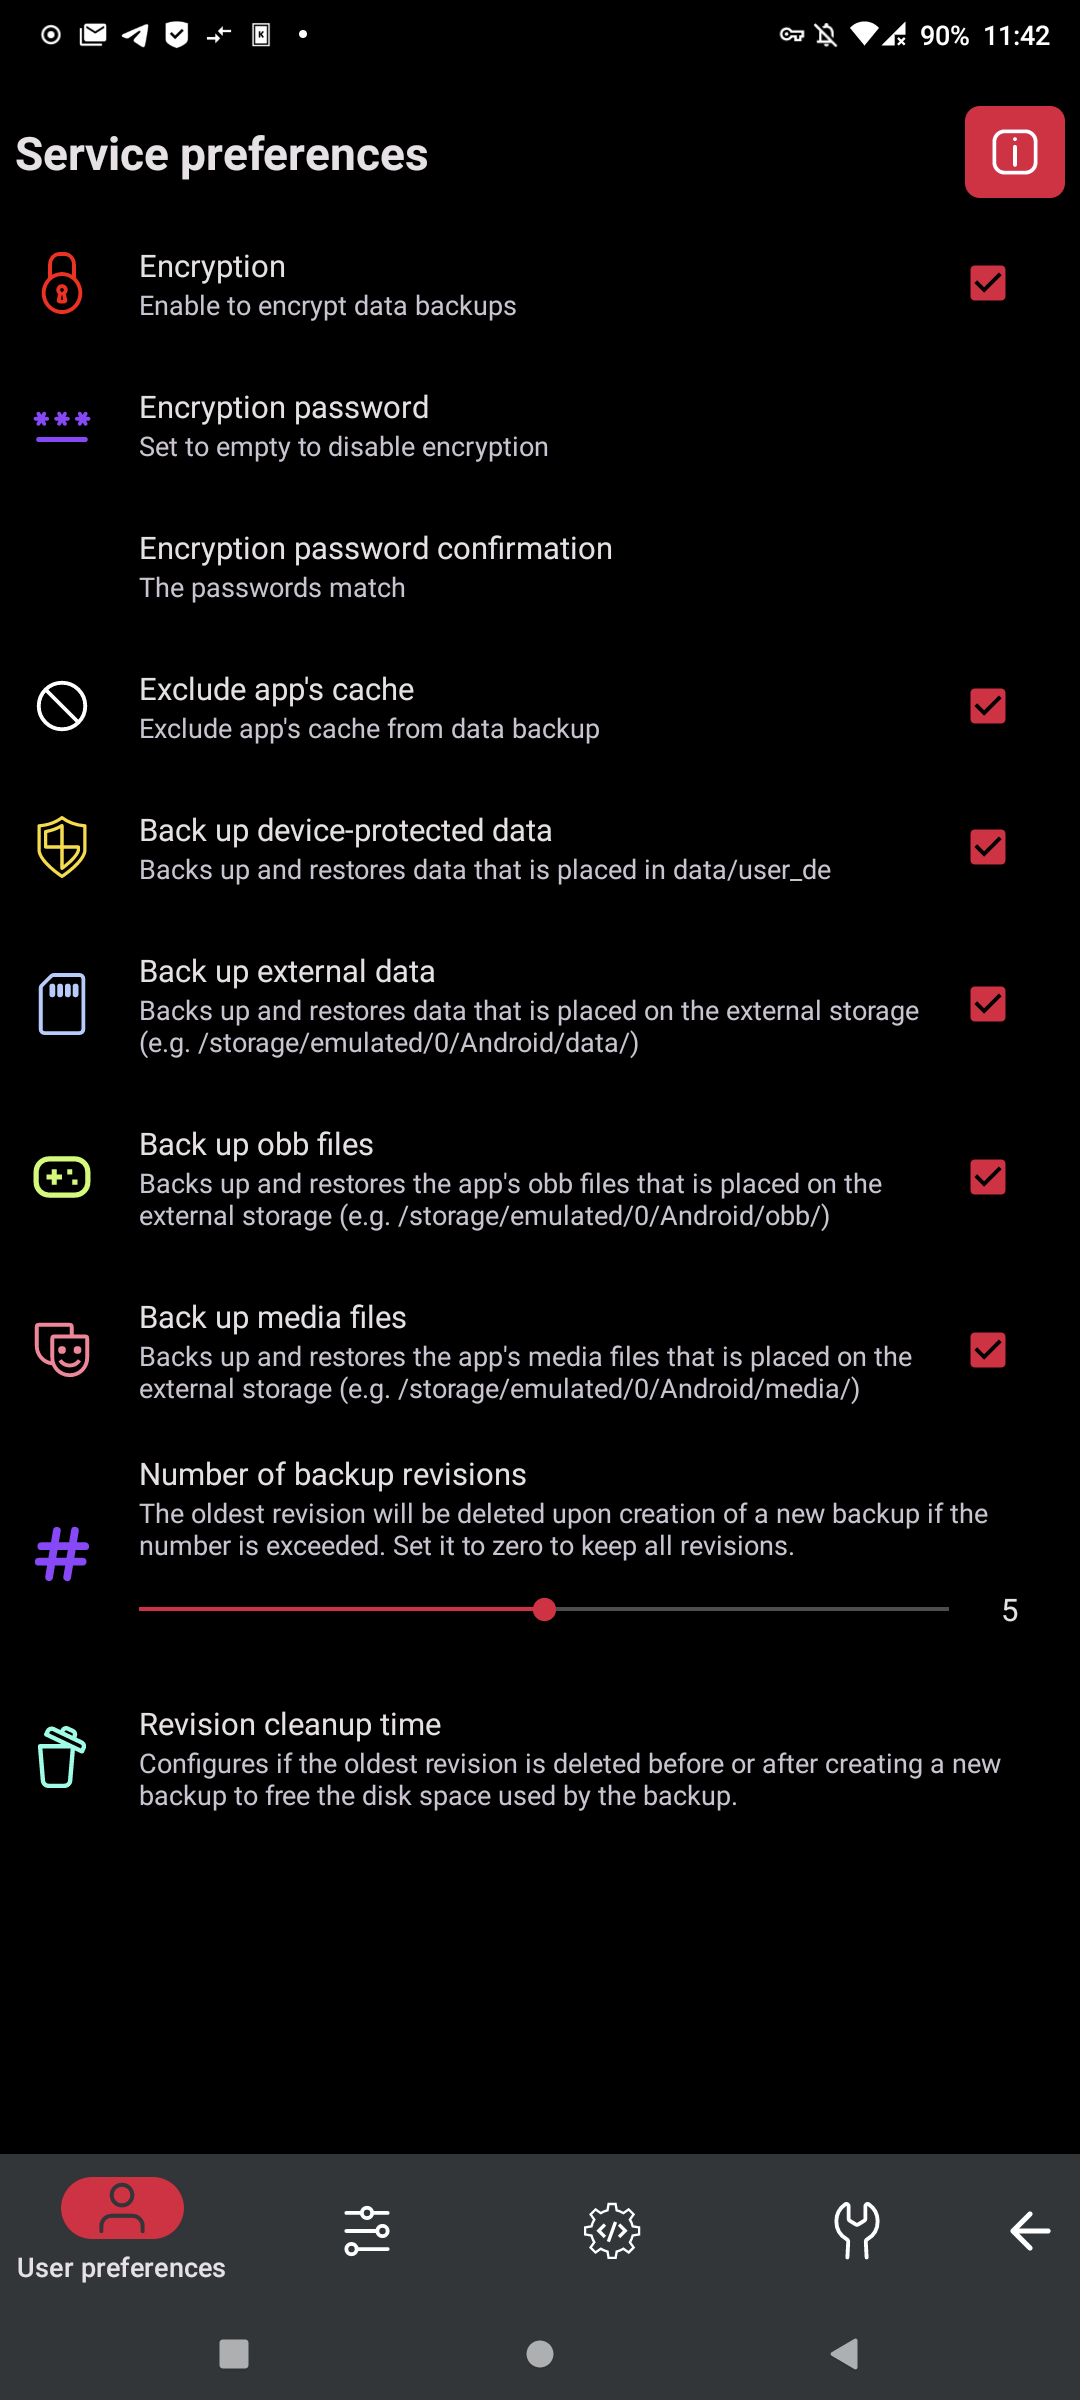 90% 11:42
Service preferences
Encryption
Enable to encrypt data backups
Encryption password
Set to empty to disable encryption
Encryption password confirmation
The passwords match
Exclude app's cache
Exclude app's cache from data backup
Back up device-protected data
Backs up and restores data that is placed in data/user_de
Back up external data
Backs up and restores data that is placed on the external storage
(e.g. /storage/emulated/0/Android/data/)
Back up obb files
Backs up and restores the app's obb files that is placed on the
external storage (e.g. /storage/emulated/0/Android/obb/)
Back up media files
Backs up and restores the app's media files that is placed on the
external storage (e.g. /storage/emulated/0/Android/media/)
Number of backup revisions
The oldest revision will be deleted upon creation of a new backup if the
number is exceeded. Set it to zero to keep all revisions.
5
Revision cleanup time
Configures if the oldest revision is deleted before or after creating a new
backup to free the disk space used by the backup.
User preferences